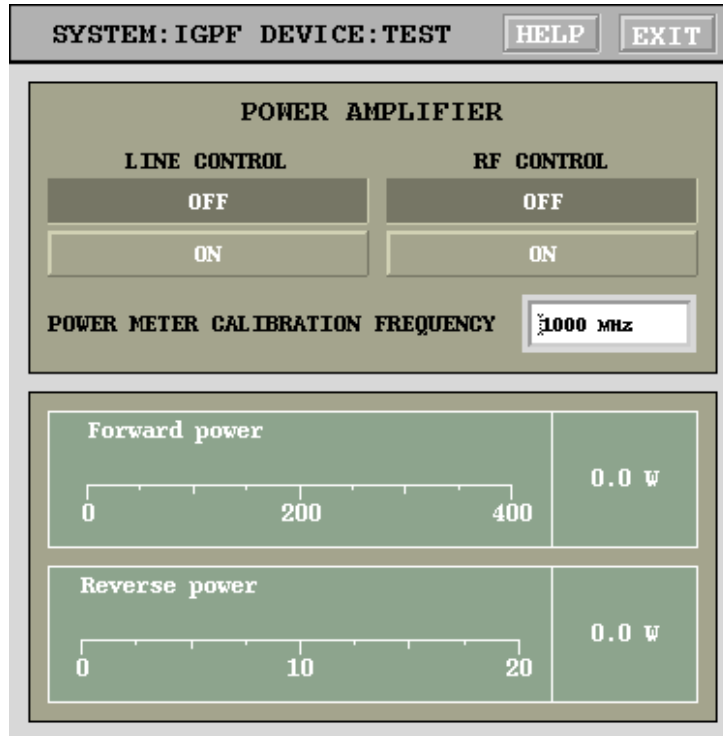 SYSTEM:IGPF DEVICE:TEST HELP EXIT
POWER AMPLIFIER
LINE CONTROL RF CONTROL
OFF OFF
ON ON
POWER METER CALIBRATION FREQUENCY 1000 MHz
Forward power
0.0 W
0 200 400
Reverse power
0.0 W
0 10 20